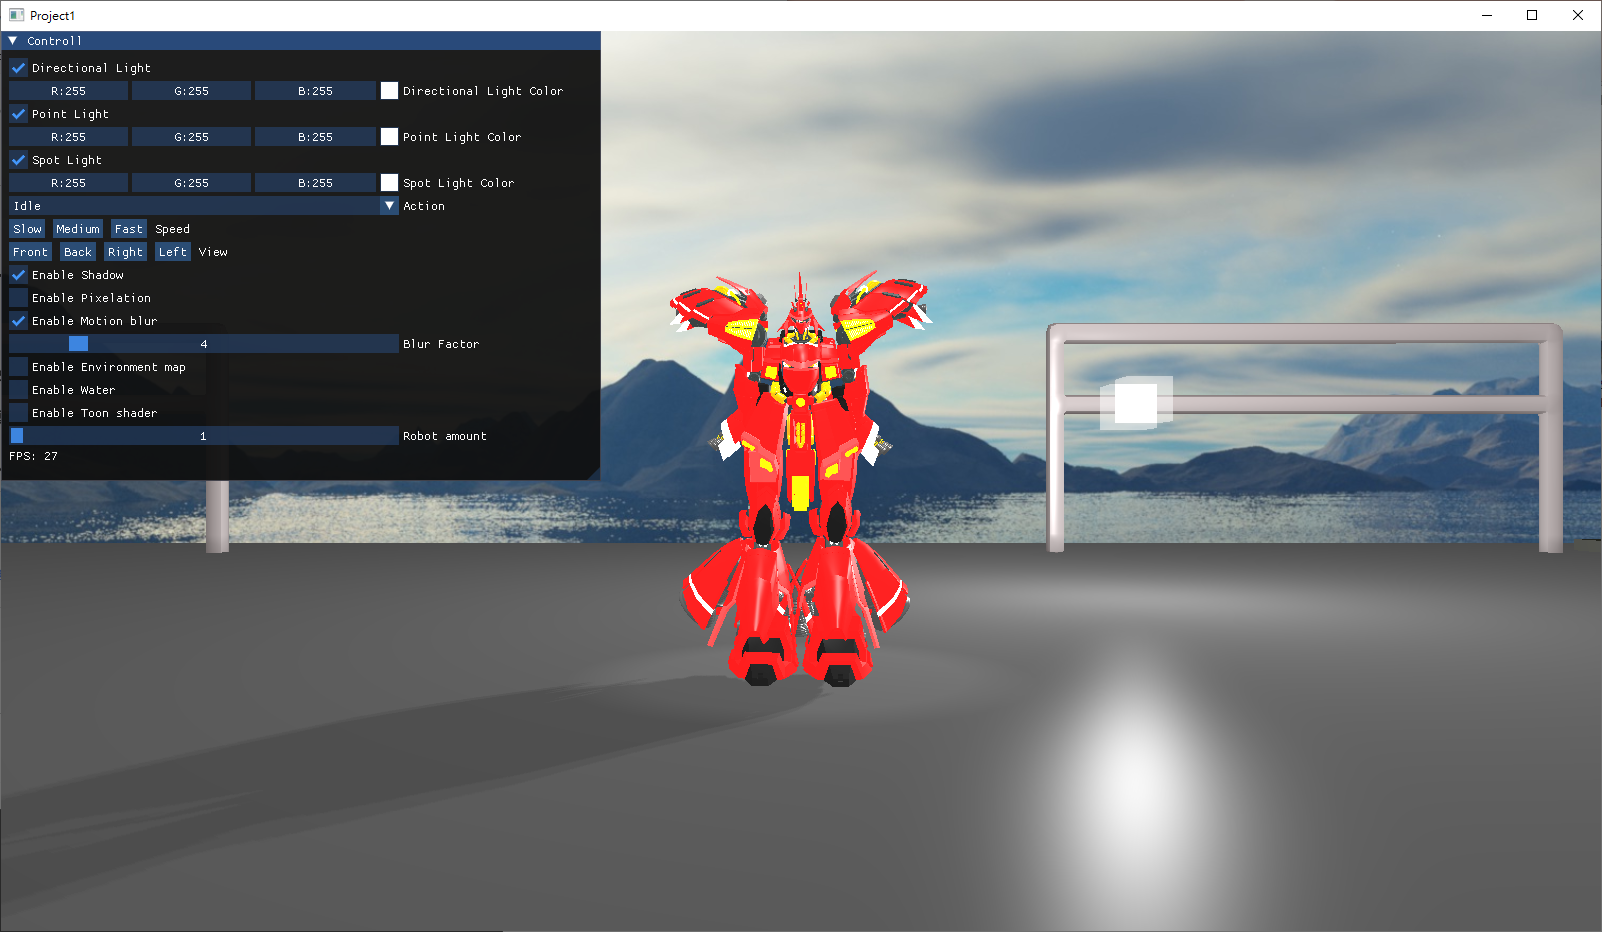 Project1
Controll
Directional Light
R:255 G:255 B:255 Directional Light Color
Point Light
R:255 G:255 B:255 Point Light Color
Spot Light
R:255 G:255 B:255 Spot Light Color
Idle Action
Slow Medium Fast Speed
Front Back Right Left View
Enable Shadow
Enable Pixelation
Enable Motion blur
4 Blur Factor
Enable Environment map
Enable Water
Enable Toon shader
1 Robot amount
FPS: 27